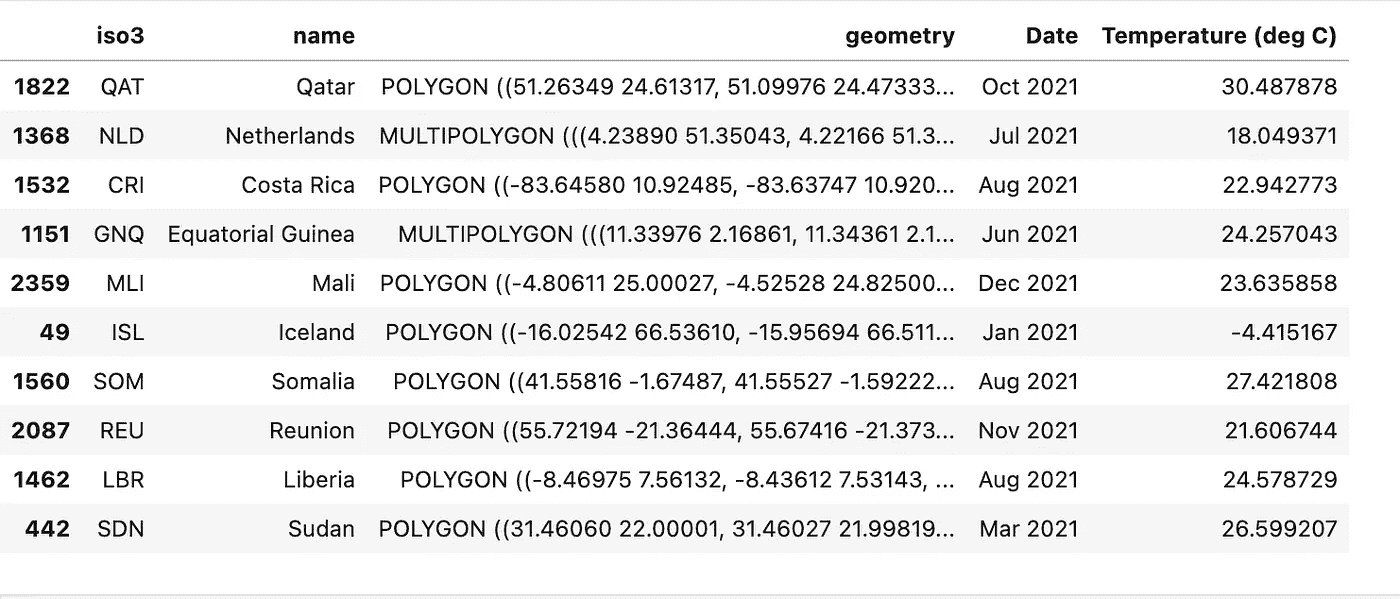 iso3 name geometry Date Temperature (deg C)
1822 QAT Qatar POLYGON ((51.26349 24.61317, 51.09976 24.47333... Oct 2021 30.487878
1368 NLD Netherlands MULTIPOLYGON (((4.23890 51.35043, 4.22166 51.3... Jul 2021 18.049371
1532 CRI Costa Rica POLYGON ((-83.64580 10.92485, -83.63747 10.920... Aug 2021 22.942773
1151 GNQ Equatorial Guinea MULTIPOLYGON (((11.33976 2.16861, 11.34361 2.1... Jun 2021 24.257043
2359 MLI Mali POLYGON ((-4.80611 25.00027, -4.52528 24.82500... Dec 2021 23.635858
49 ISL Iceland POLYGON ((-16.02542 66.53610, -15.95694 66.511... Jan 2021 -4.415167
1560 SOM Somalia POLYGON ((41.55816 -1.67487, 41.55527 -1.59222... Aug 2021 27.421808
2087 REU Reunion POLYGON ((55.72194 -21.36444, 55.67416 -21.373... Nov 2021 21.606744
1462 LBR Liberia POLYGON ((-8.46975 7.56132, -8.43612 7.53143, ... Aug 2021 24.578729
442 SDN Sudan POLYGON ((31.46060 22.00001, 31.46027 21.99819... Mar 2021 26.599207